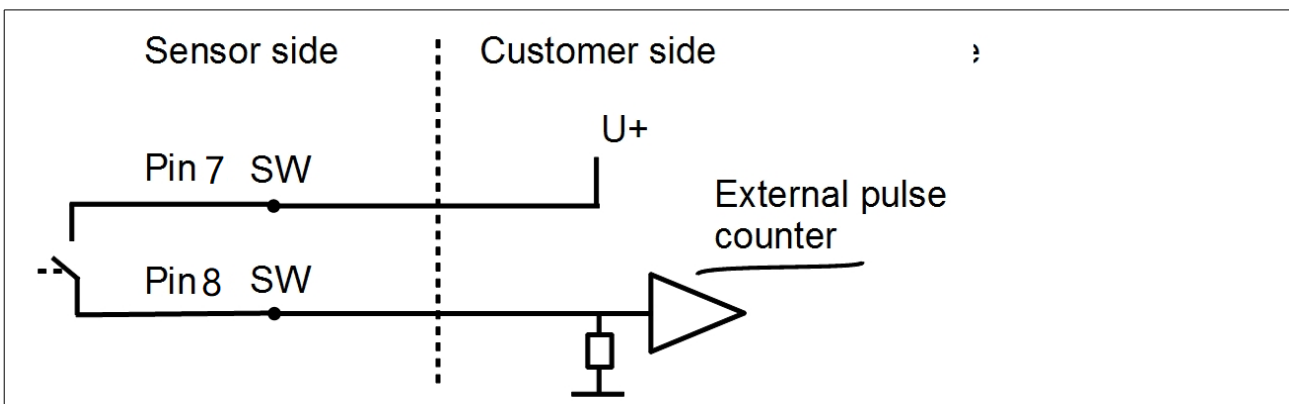 Sensor side
Customer side
U+
Pin 7 SW
External pulse
counter
Pin 8 SW